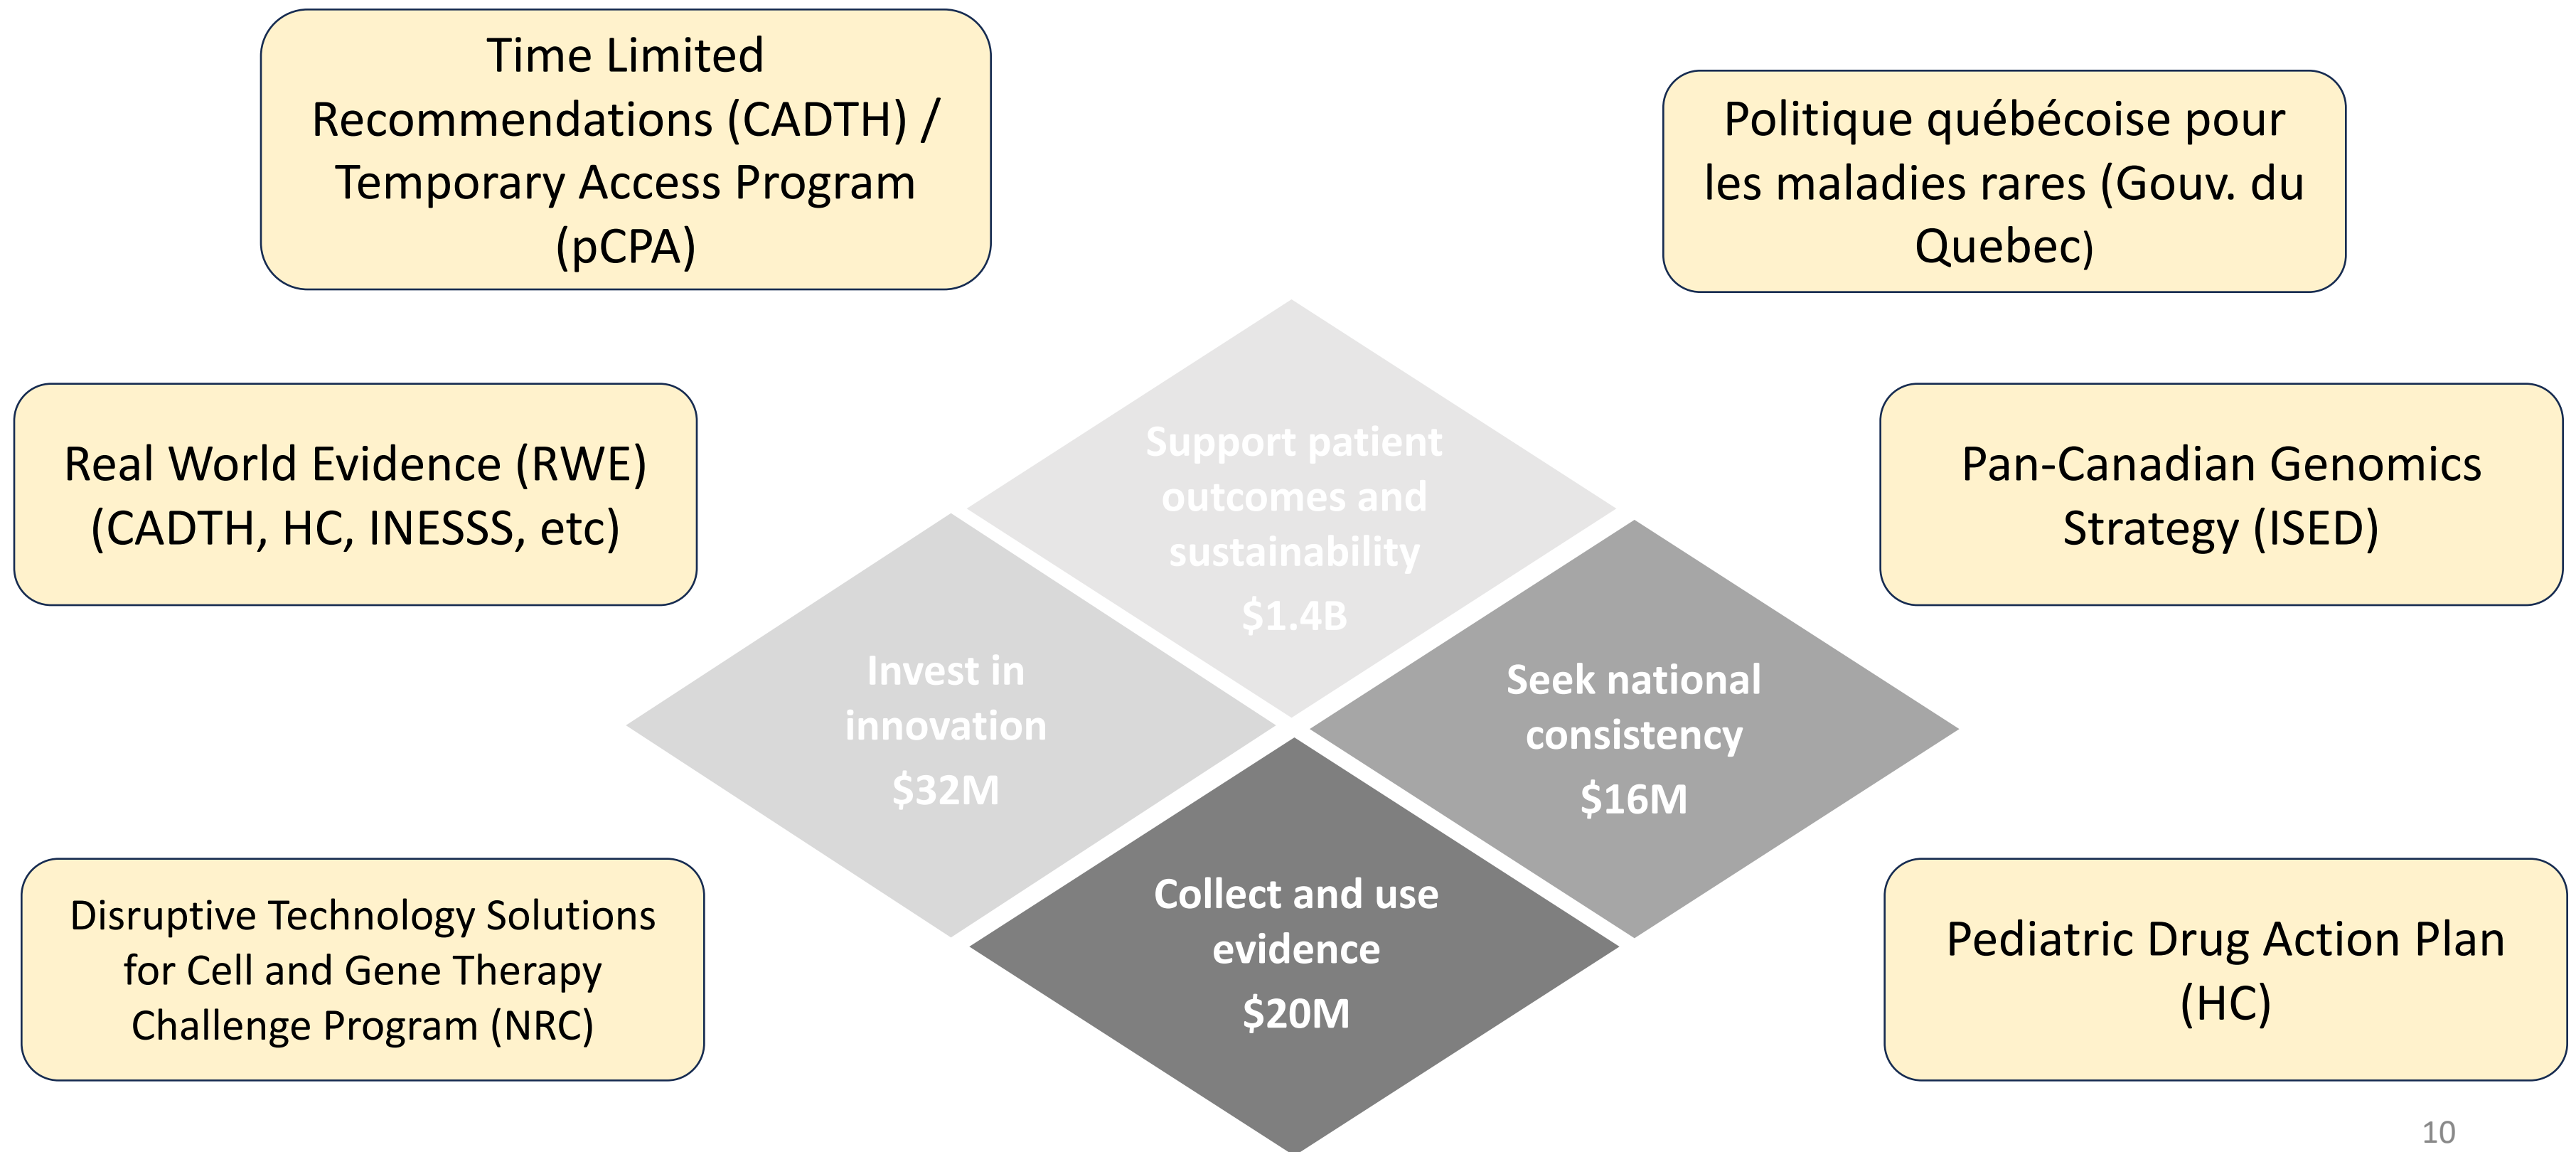 Time Limited
Recommendations (CADTH) /
Temporary Access Program
(pCPA)
Politique québécoise pour
les maladies rares (Gouv. du
Quebec)
Real World Evidence (RWE)
(CADTH, HC, INESSS, etc)
Support patient
outcomes and
sustainability
$1.4B
Pan-Canadian Genomics
Strategy (ISED)
Invest in
innovation
$32M
Seek national
consistency
$16M
Disruptive Technology Solutions
for Cell and Gene Therapy
Challenge Program (NRC)
Collect and use
evidence
$20M
Pediatric Drug Action Plan
(HC)
10